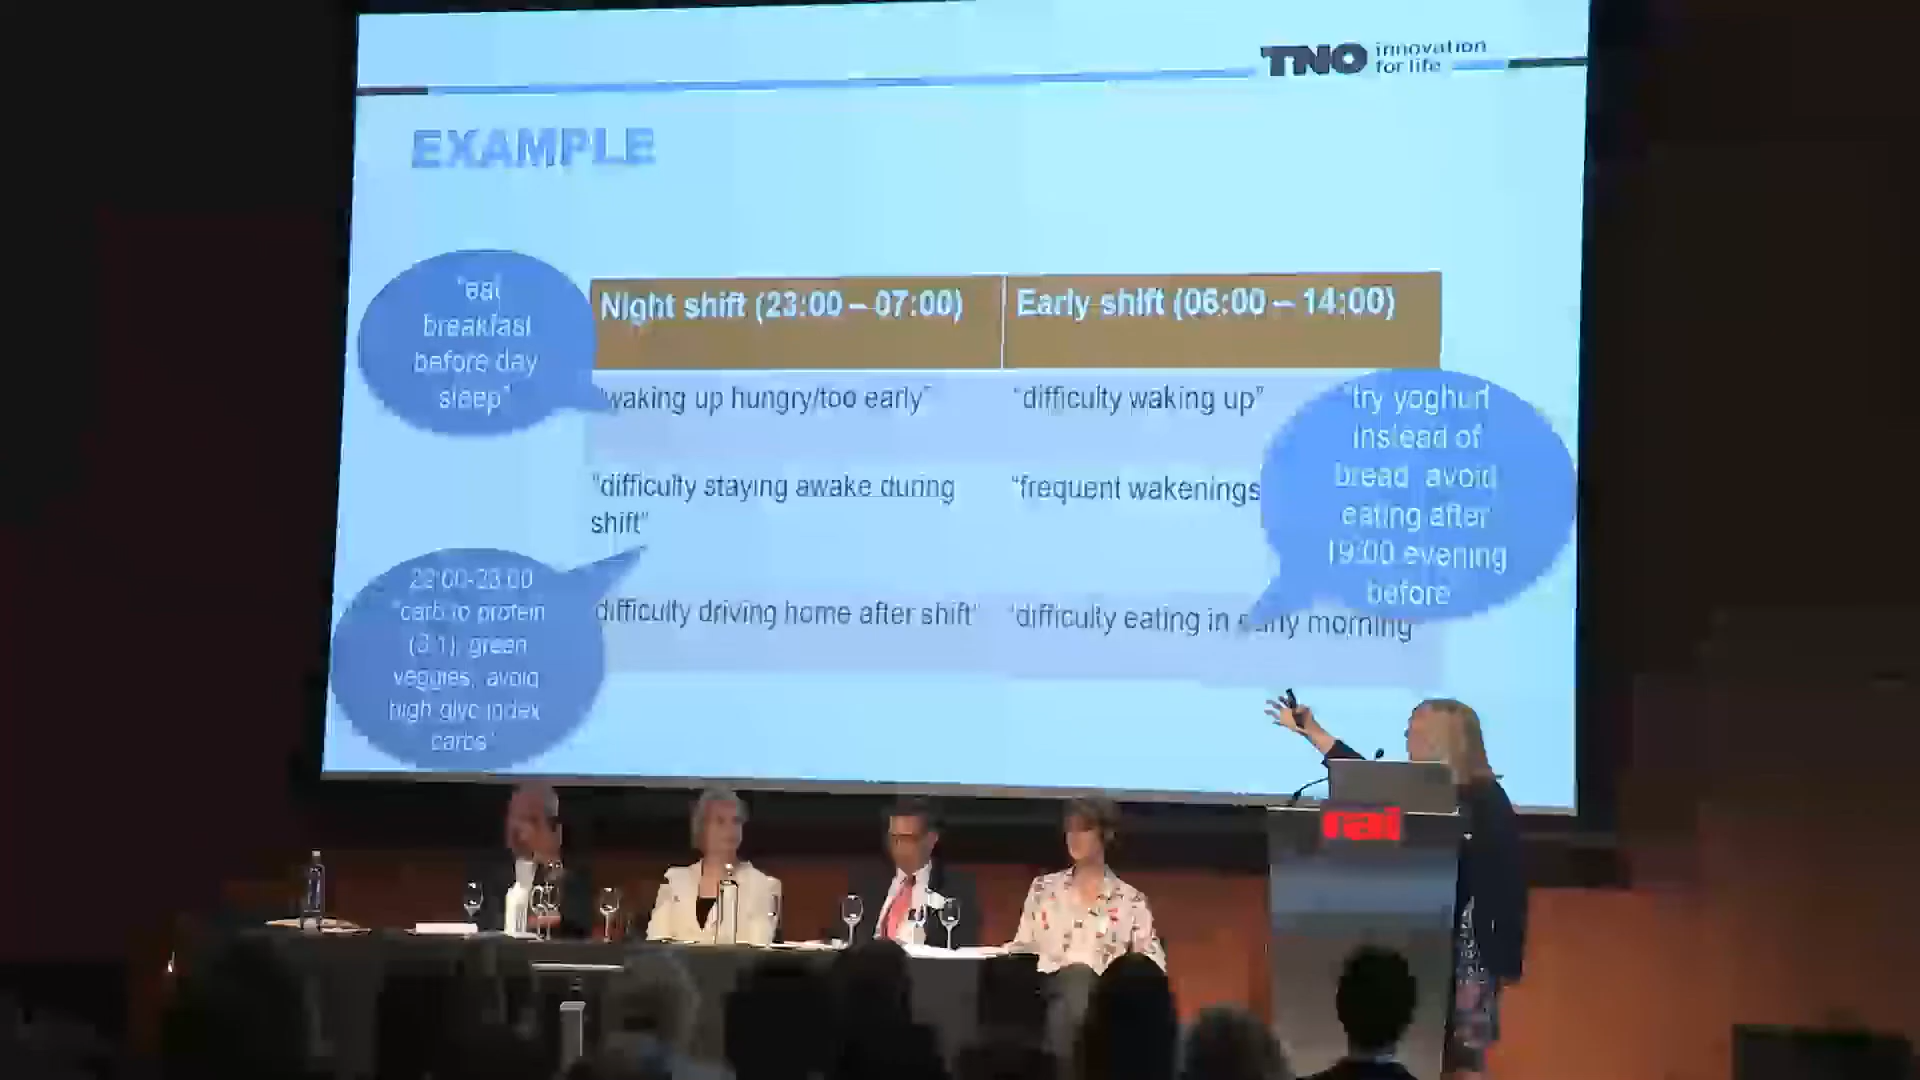 TNO innovation
for life
EXAMPLE
"eat
breakfast
before day
sleep"
Night shift (23:00 – 07:00)
Early shift (06:00 – 14:00)
"waking up hungry/too early"
"difficulty waking up"
"difficulty staying awake during
shift"
"frequent wakenings
"difficulty driving home after shift"
"difficulty eating in early morning"
"try yoghurt
instead of
bread, avoid
eating after
19:00 evening
before
22:00-23:00
"carb to protein
(3:1), green
veggies, avoid
high glyc index
carbs"
rai